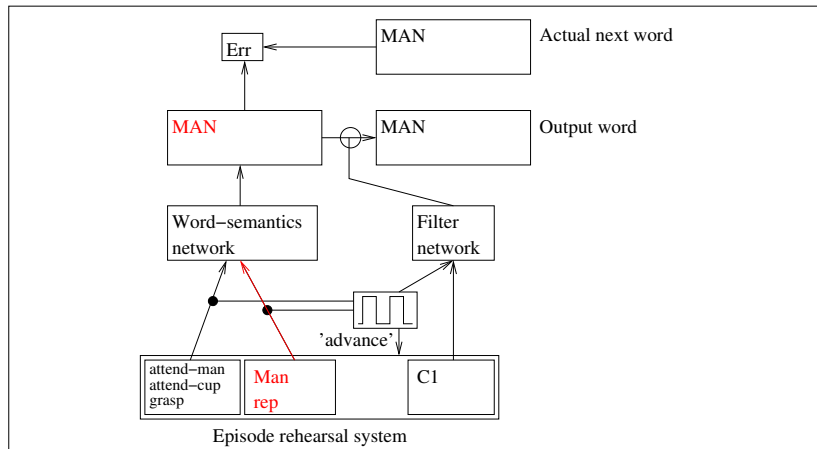 MAN
Actual next word
Err
MAN
MAN
Output word
Word−semantics
network
Filter
network
'advance'
attend−man
attend−cup
grasp
Man
rep
C1
Episode rehearsal system